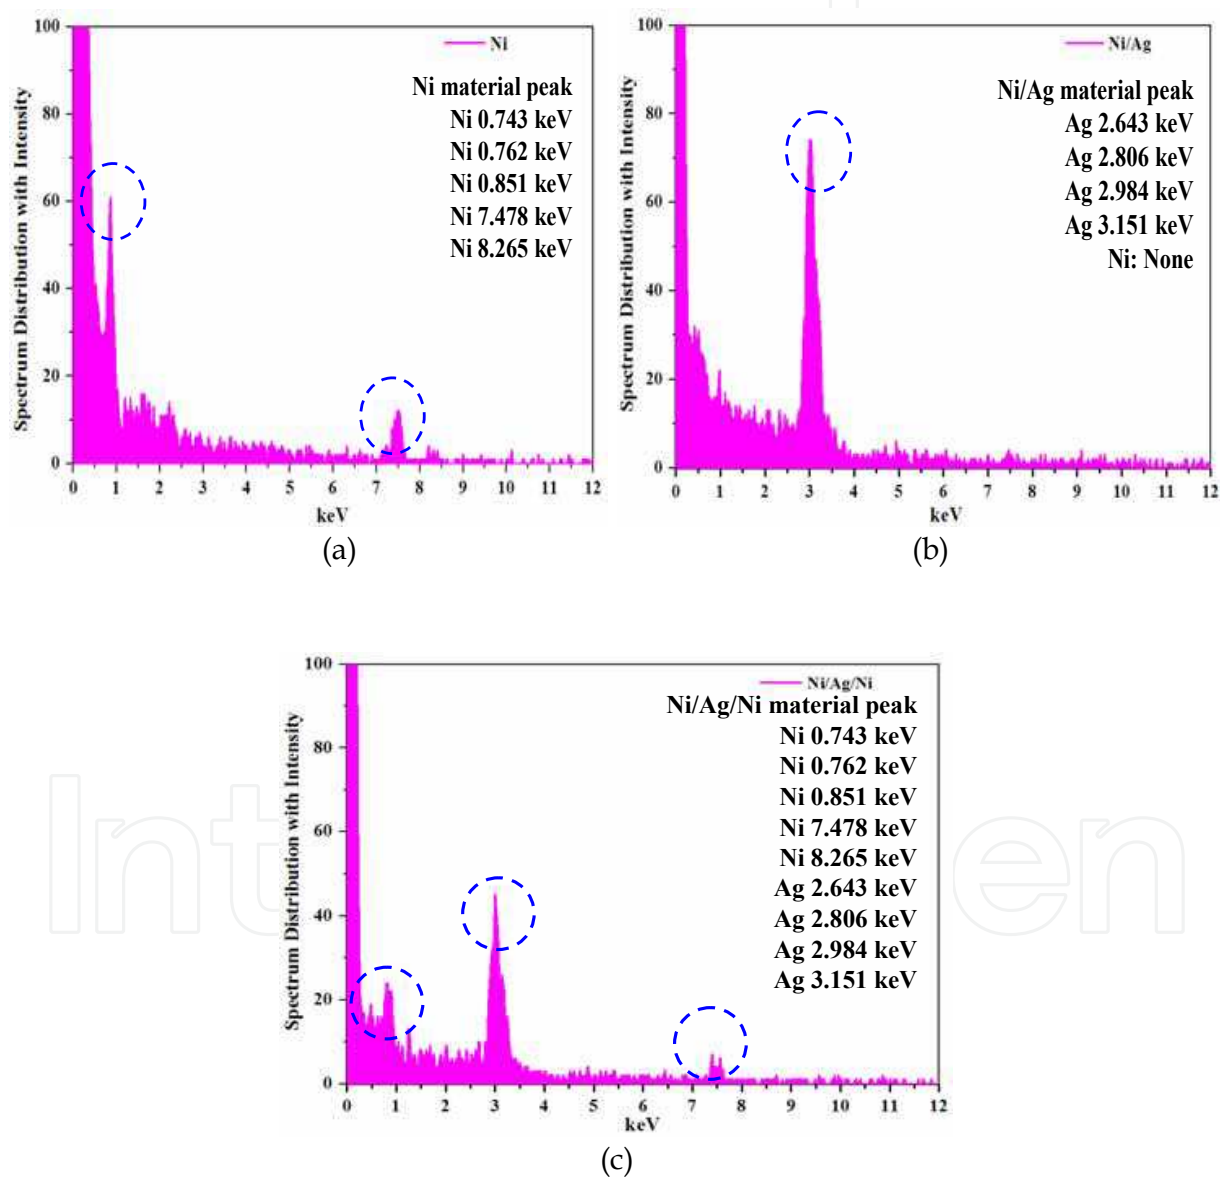 Ni
Ni material peak
Ni 0.743 keV
Ni 0.762 keV
Ni 0.851 keV
Ni 7.478 keV
Ni 8.265 keV
Spectrum Distribution with Intensity
100
80
60
40
20
0
0 1 2 3 4 5 6 7 8 9 10 11 12
keV
(a)
Ni/Ag
Ni/Ag material peak
Ag 2.643 keV
Ag 2.806 keV
Ag 2.984 keV
Ag 3.151 keV
Ni: None
Spectrum Distribution with Intensity
100
80
60
40
20
0
0 1 2 3 4 5 6 7 8 9 10 11 12
keV
(b)
Ni/Ag/Ni
Ni/Ag/Ni material peak
Ni 0.743 keV
Ni 0.762 keV
Ni 0.851 keV
Ni 7.478 keV
Ni 8.265 keV
Ag 2.643 keV
Ag 2.806 keV
Ag 2.984 keV
Ag 3.151 keV
Spectrum Distribution with Intensity
100
80
60
40
20
0
0 1 2 3 4 5 6 7 8 9 10 11 12
keV
(c)